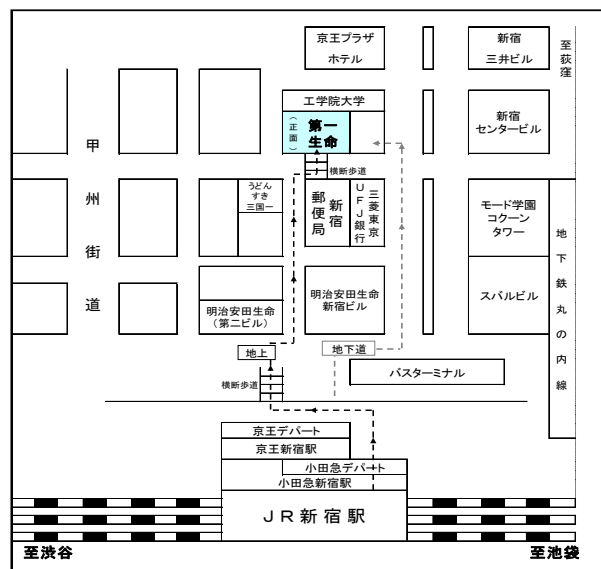 京王プラザ
ホテル
新宿
三井ビル
至荻窪
工学院大学
(正面)
第一
生命
新宿
センタービル
甲州街道
横断歩道
うどん
すき
三国一
新宿
郵便局
三菱東京
UFJ銀行
モード学園
コクーン
タワー
地下鉄丸の内線
明治安田生命
(第二ビル)
明治安田生命
新宿ビル
スバルビル
地上
地下道
横断歩道
バスターミナル
京王デパート
京王新宿駅
小田急デパート
小田急新宿駅
JR新宿駅
至渋谷
至池袋